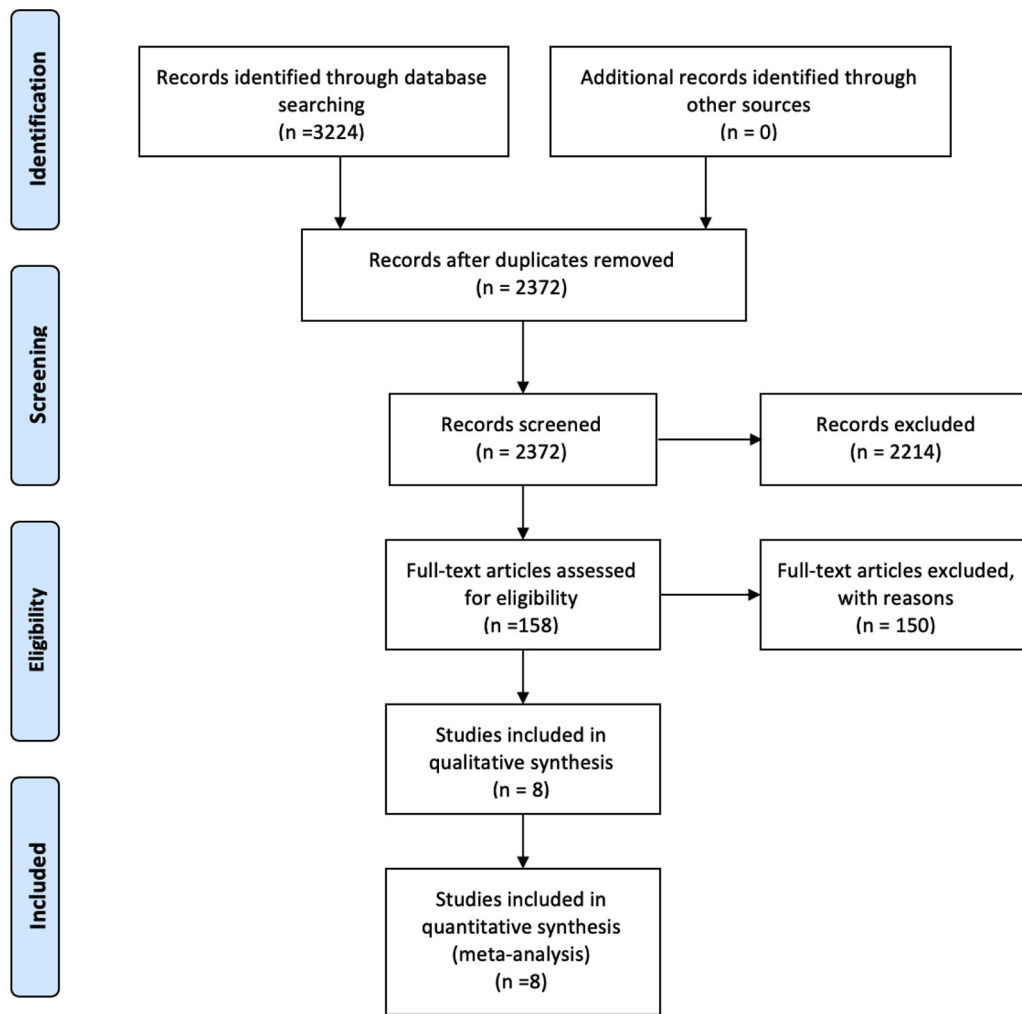 Identification
Records identified through database
searching
(n =3224)
Additional records identified through
other sources
(n = 0)
Records after duplicates removed
(n = 2372)
Screening
Records screened
(n = 2372)
Records excluded
(n = 2214)
Eligibility
Full-text articles assessed
for eligibility
(n =158)
Full-text articles excluded,
with reasons
(n = 150)
Studies included in
qualitative synthesis
(n = 8)
Included
Studies included in
quantitative synthesis
(meta-analysis)
(n =8)